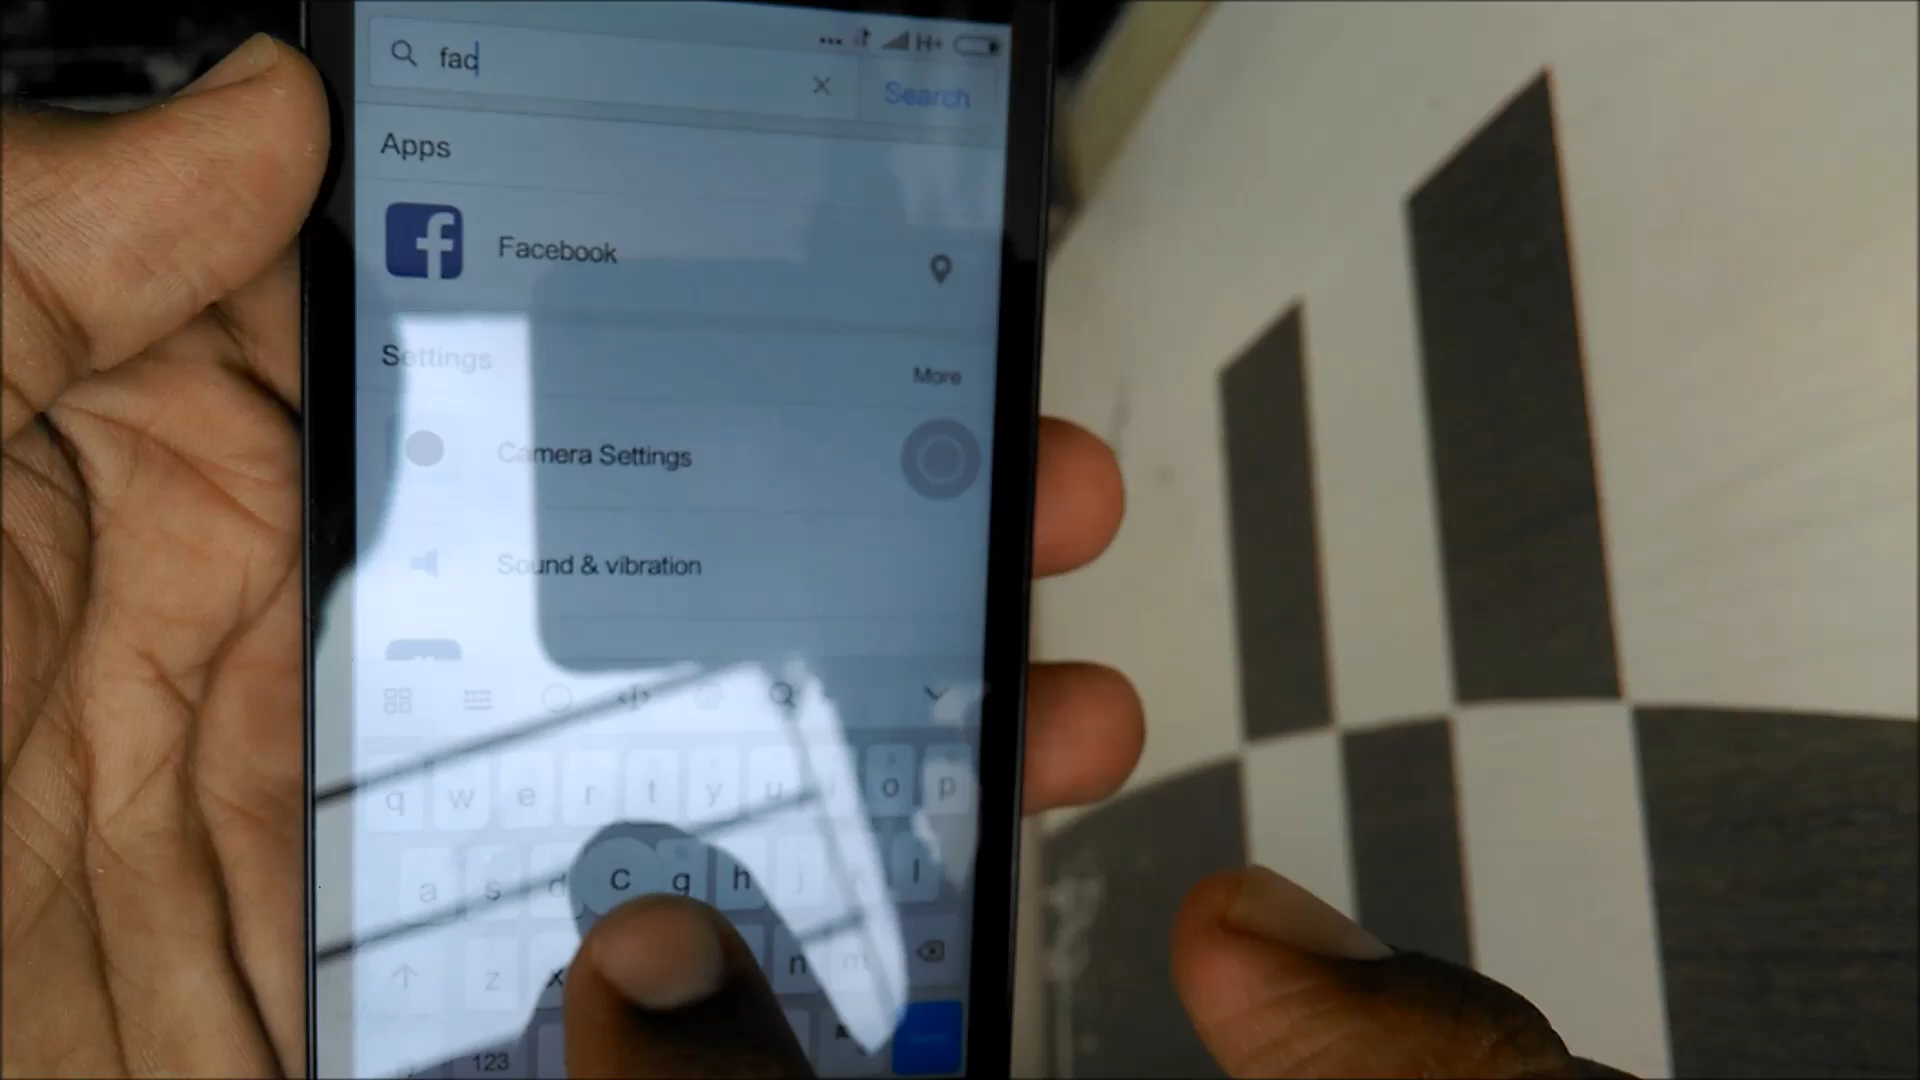 H+
fac
Search
Apps
Facebook
Settings
More
Camera Settings
Sound & vibration
q w e r t y u o p
a s d C g h j l
z x n m
123